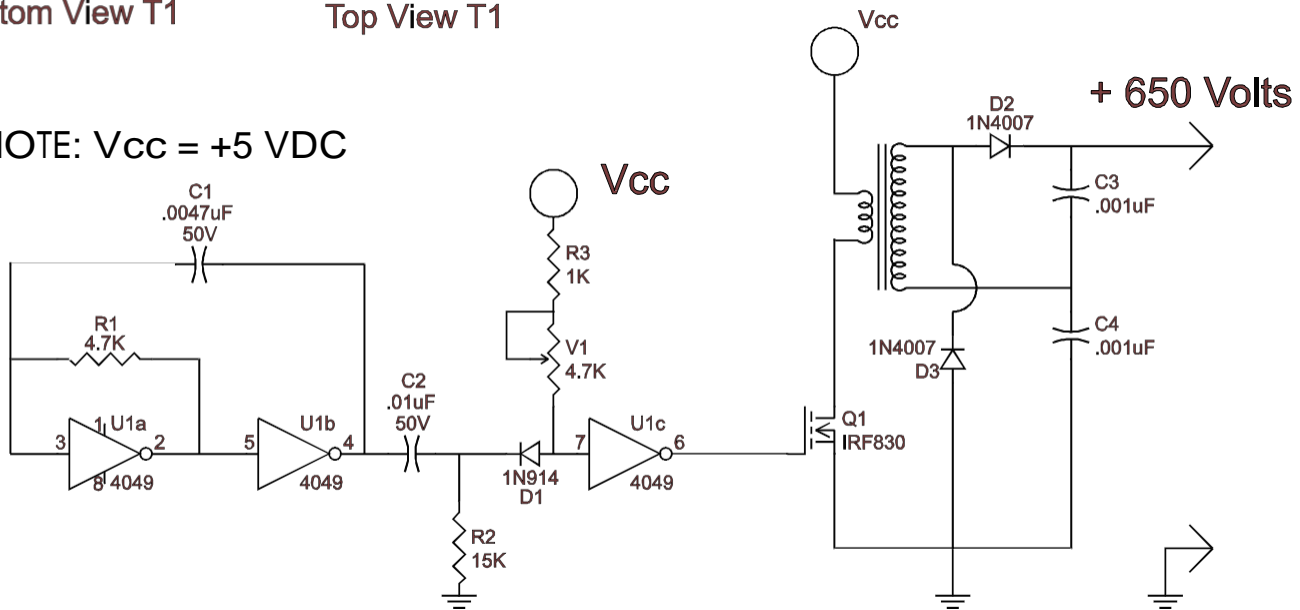 tom View T1
Top View T1
Vcc
+ 650 Volts
D2
1N4007
OTE: Vcc = +5 VDC
Vcc
C1
.0047uF
50V
C3
.001uF
R3
1K
R1
4.7K
V1
4.7K
C4
.001uF
1N4007
D3
C2
.01uF
50V
3
1
U1a
2
8
4049
5
U1b
4
4049
1N914
D1
7
U1c
6
4049
Q1
IRF830
R2
15K